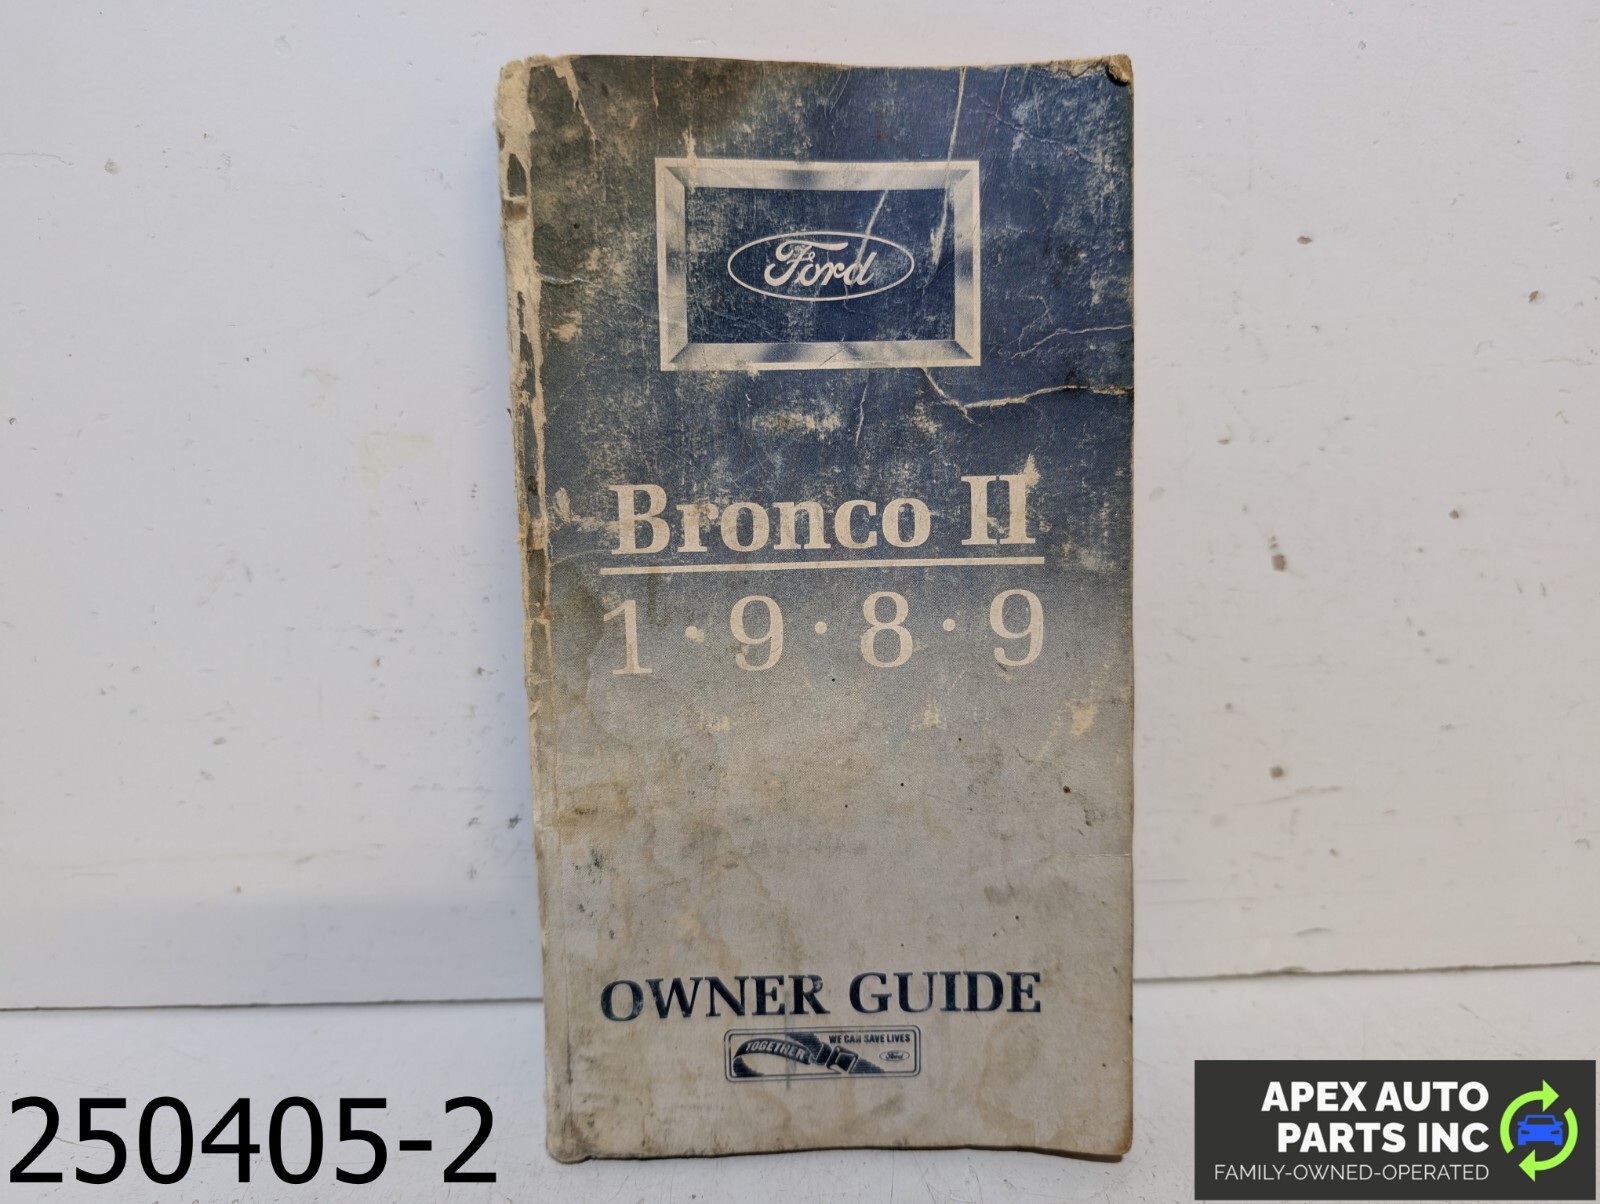 Ford
Bronco II
1·9·8·9
OWNER GUIDE
TOGETHER
WE CAN SAVE LIVES
Ford
250405-2
APEX AUTO
PARTS INC
FAMILY-OWNED-OPERATED